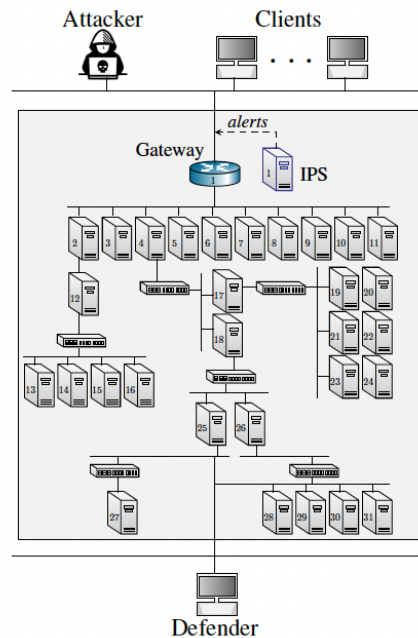 Attacker Clients
alerts
Gateway
1 1 IPS
2 3 4 5 6 7 8 9 10 11
12 17 19 20
18 21 22
13 14 15 16 23 24
25 26
27 28 29 30 31
Defender